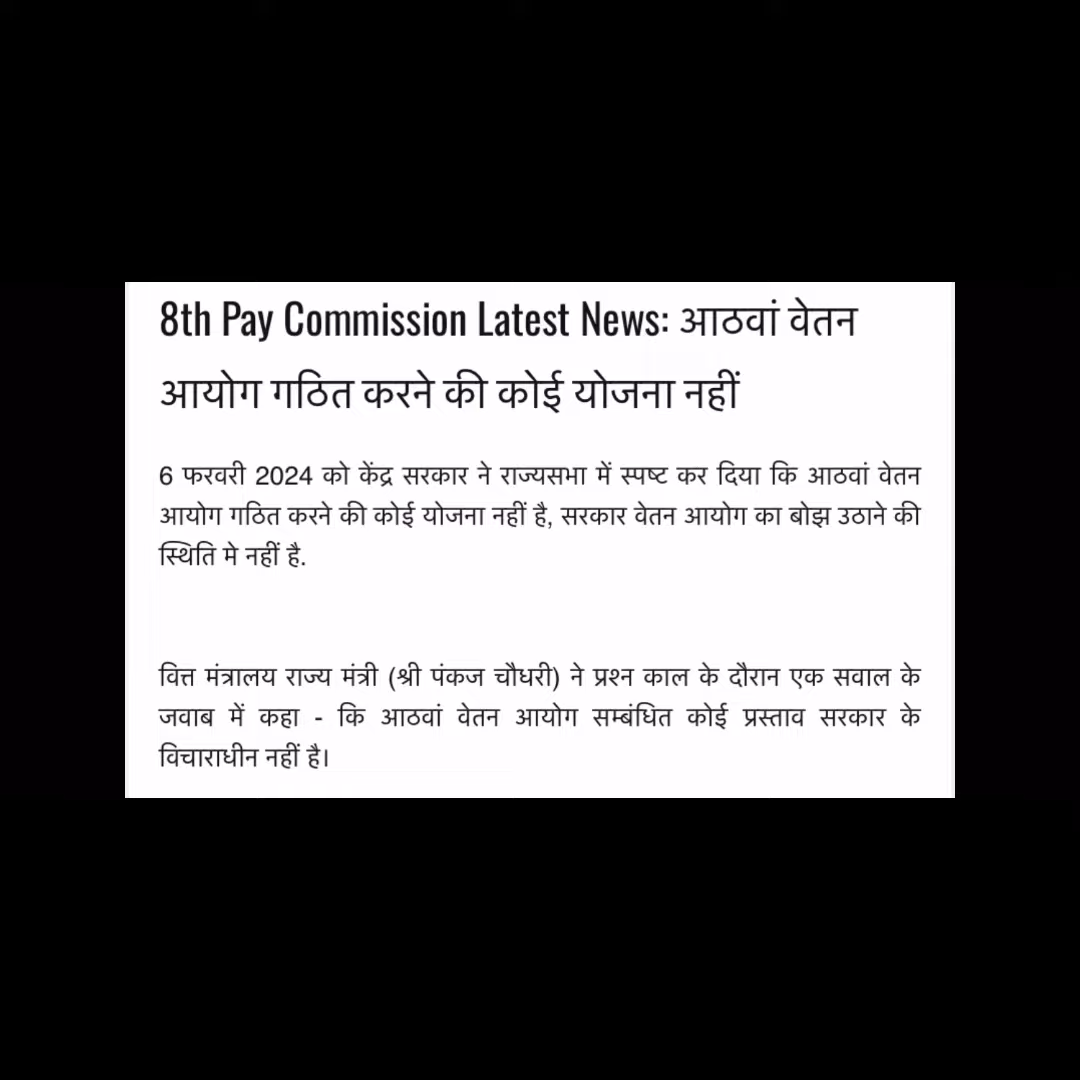 8th Pay Commission Latest News: आठवां वेतन
आयोग गठित करने की कोई योजना नहीं
6 फरवरी 2024 को केंद्र सरकार ने राज्यसभा में स्पष्ट कर दिया कि आठवां वेतन
आयोग गठित करने की कोई योजना नहीं है, सरकार वेतन आयोग का बोझ उठाने की
स्थिति मे नहीं है.
वित्त मंत्रालय राज्य मंत्री (श्री पंकज चौधरी) ने प्रश्न काल के दौरान एक सवाल के
जवाब में कहा - कि आठवां वेतन आयोग सम्बंधित कोई प्रस्ताव सरकार के
विचाराधीन नहीं है।